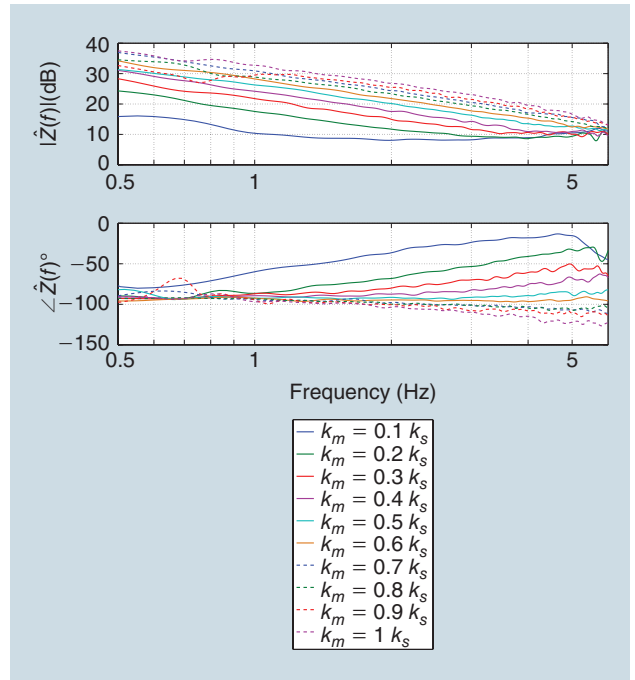 40
30
20
10
0
|Ẑ(f)|(dB)
0.5 1 5
0
−50
−100
−150
∠Ẑ(f)°
0.5 1 5
Frequency (Hz)
k_m = 0.1 k_s
k_m = 0.2 k_s
k_m = 0.3 k_s
k_m = 0.4 k_s
k_m = 0.5 k_s
k_m = 0.6 k_s
k_m = 0.7 k_s
k_m = 0.8 k_s
k_m = 0.9 k_s
k_m = 1 k_s